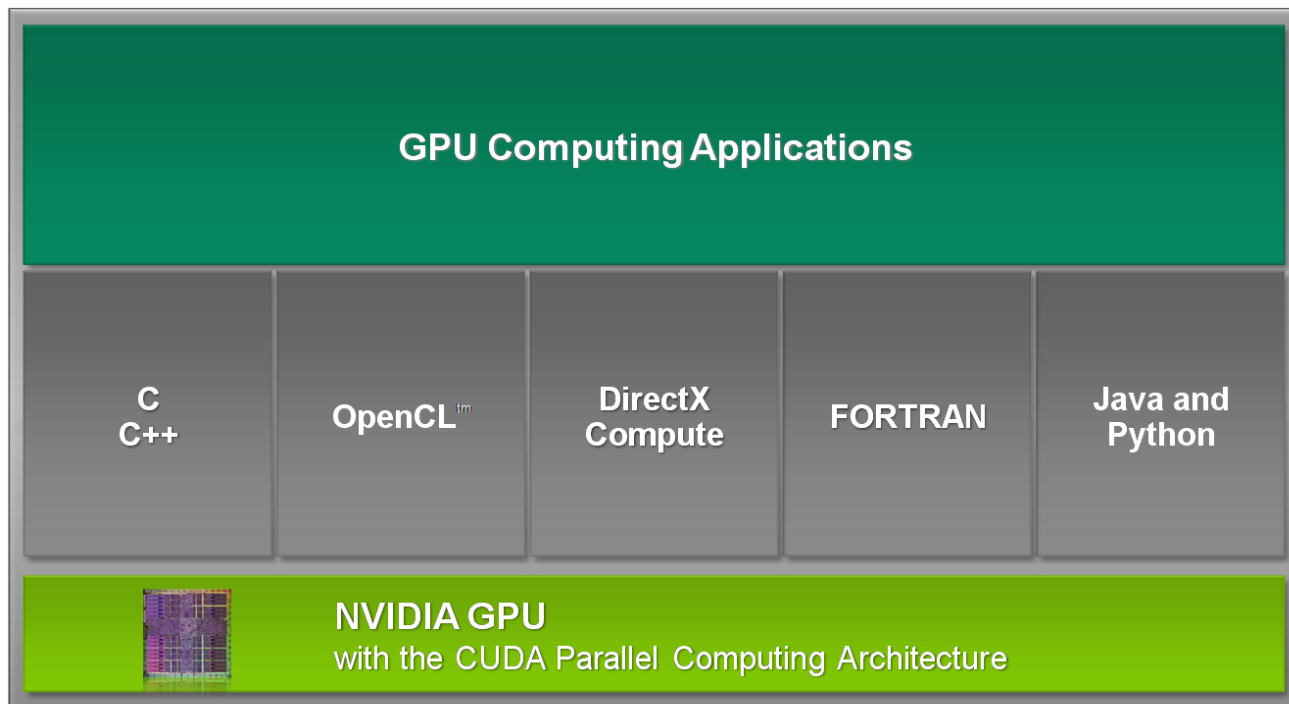 GPU Computing Applications
C
C++
OpenCL™
DirectX
Compute
FORTRAN
Java and
Python
NVIDIA GPU
with the CUDA Parallel Computing Architecture